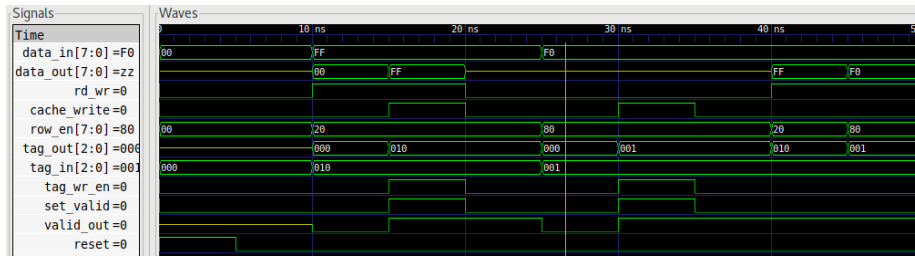 Signals Waves
Time 0 10 ns 20 ns 30 ns 40 ns
data_in[7:0]=F0 00 FF F0
data_out[7:0]=zz 00 FF FF F0
rd_wr=0
cache_write=0
row_en[7:0]=80 00 20 80 20 80
tag_out[2:0]=000 000 010 000 001 010 001
tag_in[2:0]=001 000 010 001
tag_wr_en=0
set_valid=0
valid_out=0
reset=0